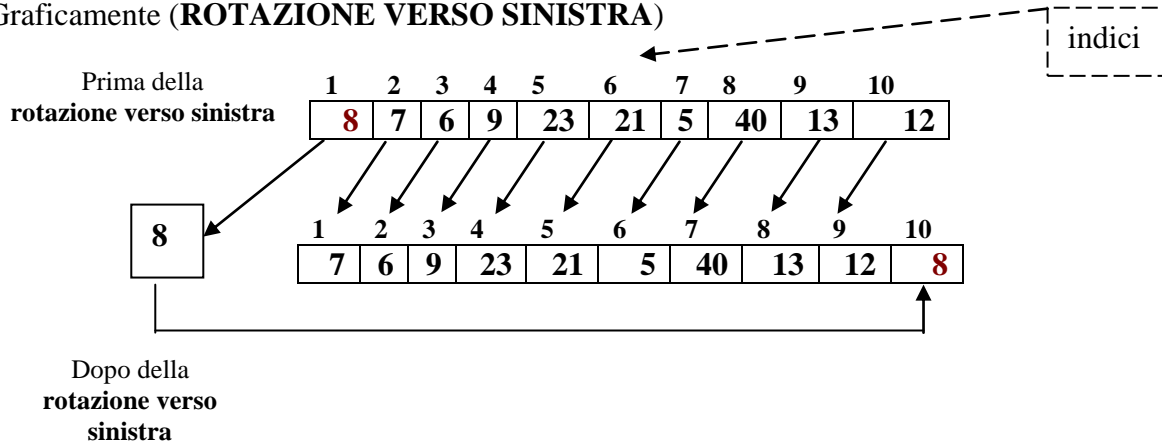 Graficamente (ROTAZIONE VERSO SINISTRA)
indici
Prima della
rotazione verso sinistra
1 2 3 4 5 6 7 8 9 10
8 7 6 9 23 21 5 40 13 12
8
1 2 3 4 5 6 7 8 9 10
7 6 9 23 21 5 40 13 12 8
Dopo della
rotazione verso
sinistra